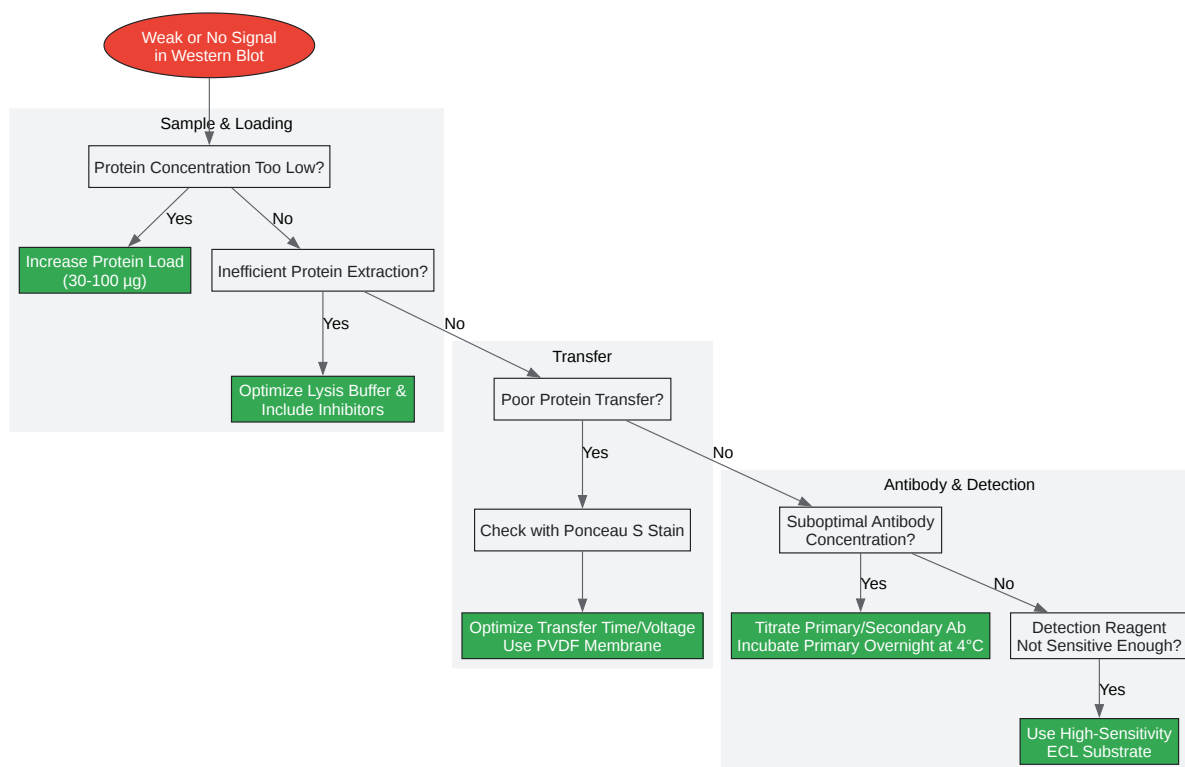 Weak or No Signal
in Western Blot
Sample & Loading
Protein Concentration Too Low?
Yes
No
Increase Protein Load
(30-100 µg)
Inefficient Protein Extraction?
Yes
No
Optimize Lysis Buffer &
Include Inhibitors
Transfer
Poor Protein Transfer?
Yes
No
Check with Ponceau S Stain
Optimize Transfer Time/Voltage
Use PVDF Membrane
Antibody & Detection
Suboptimal Antibody
Concentration?
Yes
No
Titrate Primary/Secondary Ab
Incubate Primary Overnight at 4°C
Detection Reagent
Not Sensitive Enough?
Yes
Use High-Sensitivity
ECL Substrate